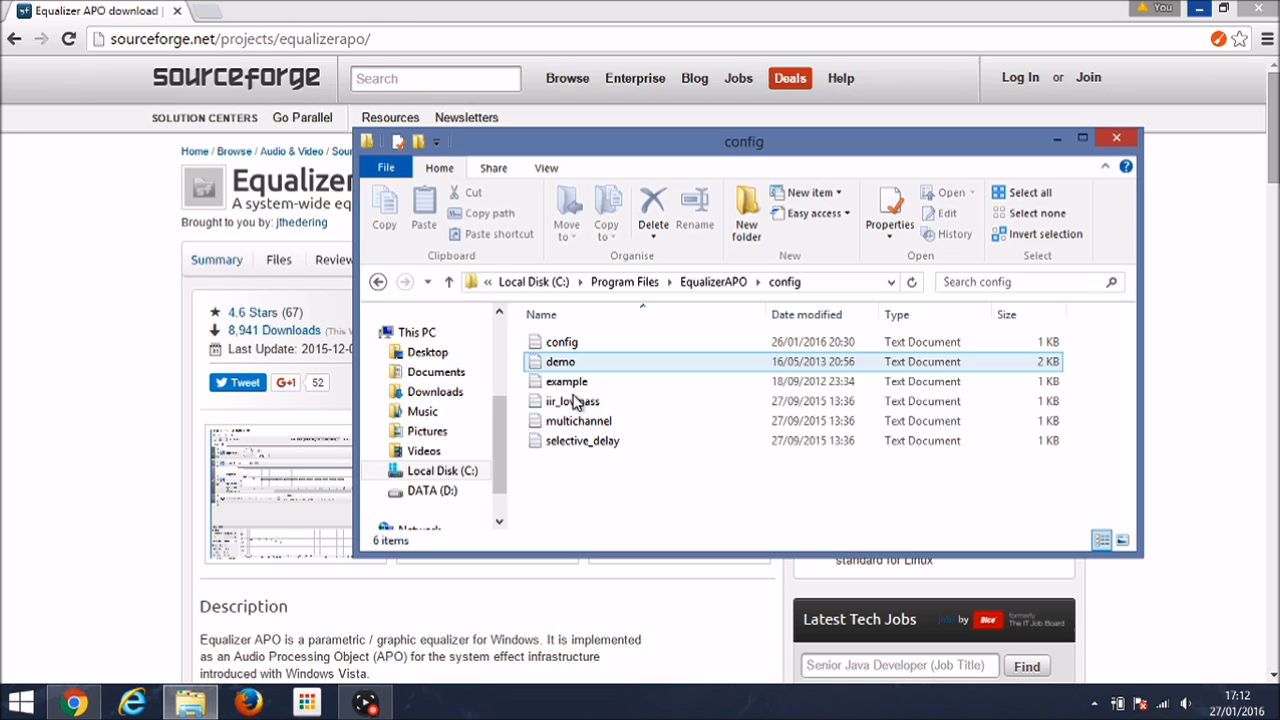 Equalizer APO download |
You
sourceforge.net/projects/equalizerapo/
sourceforge
Search
Browse
Enterprise
Blog
Jobs
Deals
Help
Log In or Join
SOLUTION CENTERS
Go Parallel
Resources
Newsletters
Home / Browse / Audio & Video / Sou
Equalizer
A system-wide eq
Brought to you by: jthedering
Summary
Files
Review
4.6 Stars (67)
8,941 Downloads (This
Last Update: 2015-12-0
Tweet
G+1
52
config
File
Home
Share
View
Copy
Paste
Cut
Copy path
Paste shortcut
Clipboard
Move to
Copy to
Delete
Rename
Organise
New folder
New item
Easy access
New
Properties
Open
Edit
History
Open
Select all
Select none
Invert selection
Select
« Local Disk (C:)
Program Files
EqualizerAPO
config
Search config
This PC
Desktop
Documents
Downloads
Music
Pictures
Videos
Local Disk (C:)
DATA (D:)
Network
Name Date modified Type Size
config 26/01/2016 20:30 Text Document 1 KB
demo 16/05/2013 20:56 Text Document 2 KB
example 18/09/2012 23:34 Text Document 1 KB
iir_lowpass 27/09/2015 13:36 Text Document 1 KB
multichannel 27/09/2015 13:36 Text Document 1 KB
selective_delay 27/09/2015 13:36 Text Document 1 KB
6 items
standard for Linux
Description
Equalizer APO is a parametric / graphic equalizer for Windows. It is implemented
as an Audio Processing Object (APO) for the system effect infrastructure
introduced with Windows Vista.
Latest Tech Jobs
jobs by
Dice
formerly
The IT Job Board
Senior Java Developer (Job Title)
Find
17:12
27/01/2016